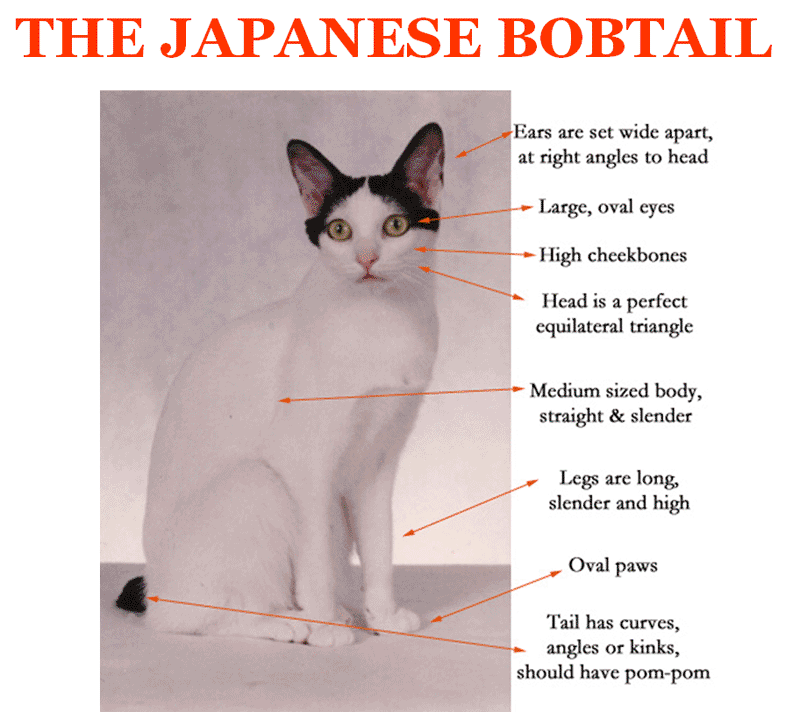 THE JAPANESE BOBTAIL
Ears are set wide apart,
at right angles to head
Large, oval eyes
High cheekbones
Head is a perfect
equilateral triangle
Medium sized body,
straight & slender
Legs are long,
slender and high
Oval paws
Tail has curves,
angles or kinks,
should have pom-pom